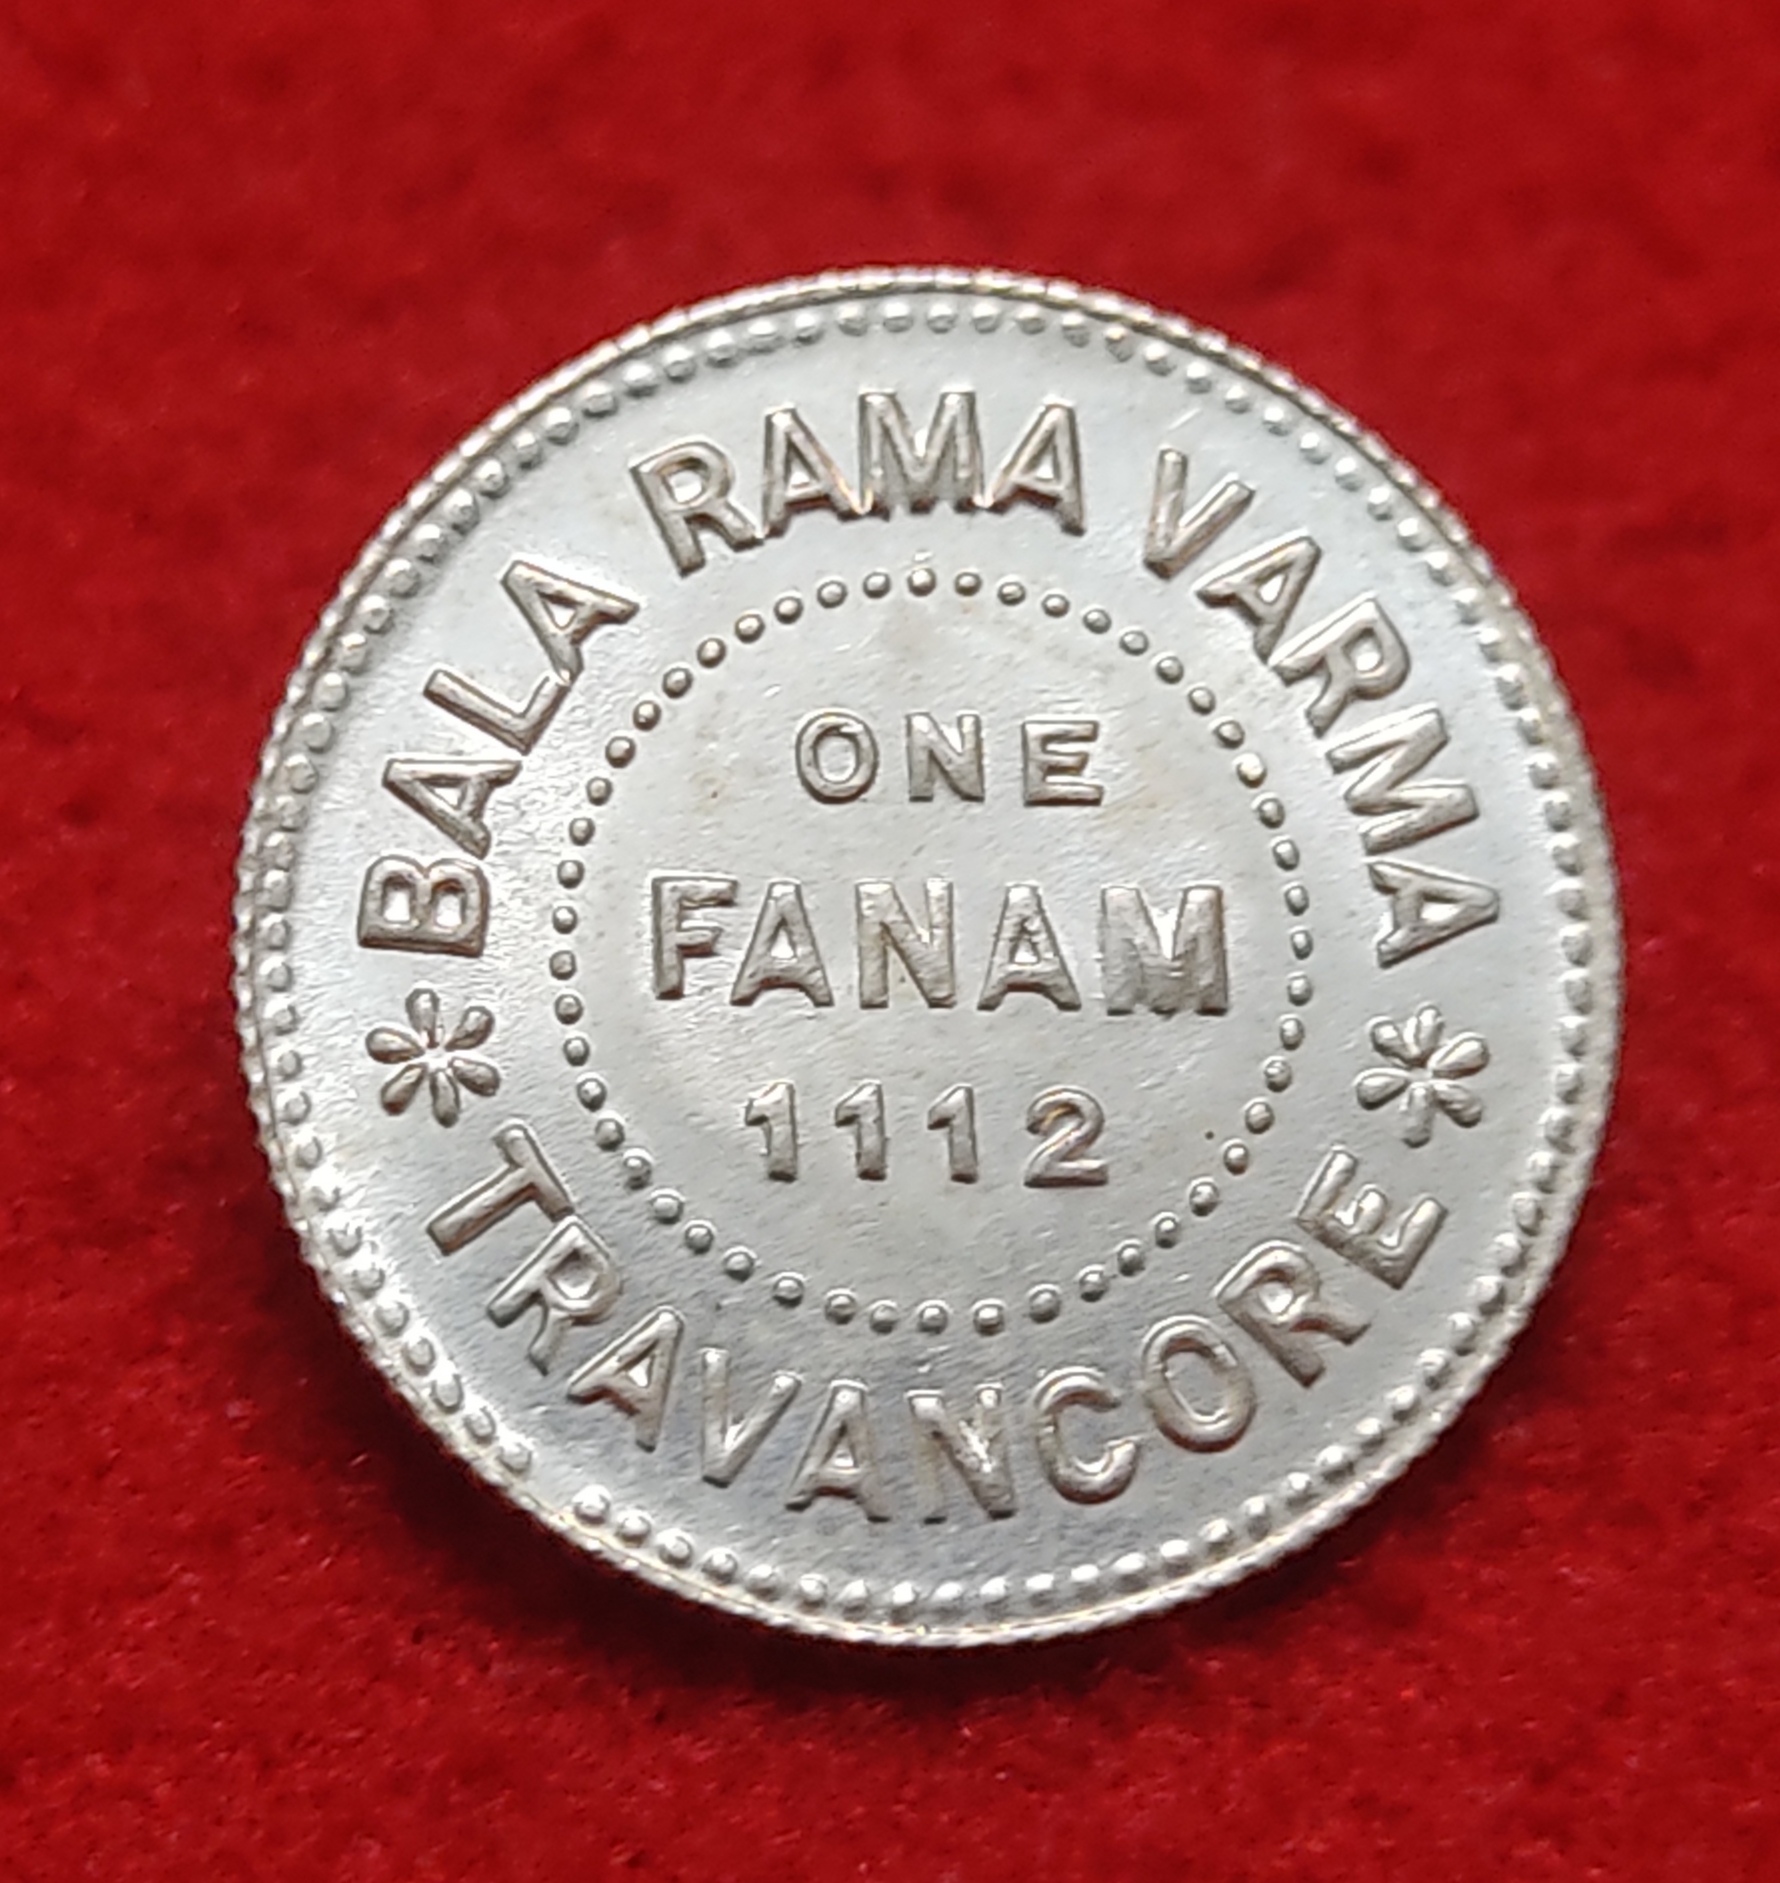 BALA RAMA VARMA
ONE
FANAM
1112
TRAVANCORE